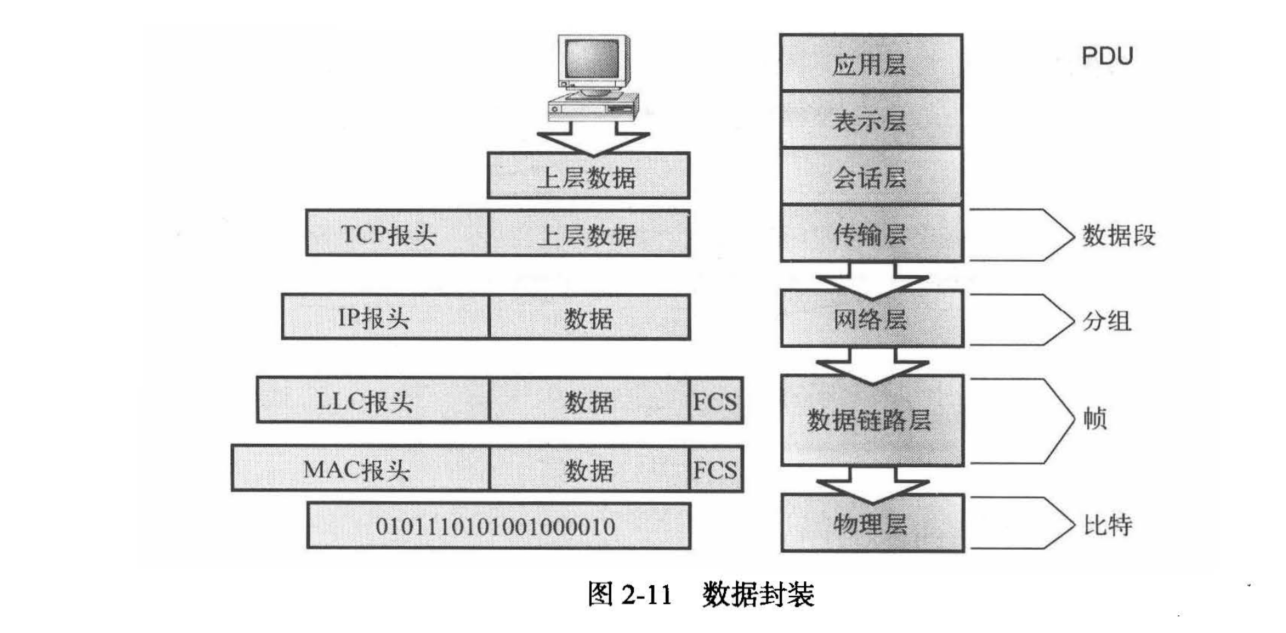 应用层
PDU
表示层
上层数据
会话层
TCP报头 上层数据
传输层
数据段
IP报头 数据
网络层
分组
LLC报头 数据 FCS
数据链路层
帧
MAC报头 数据 FCS
0101110101001000010
物理层
比特
图 2-11 数据封装